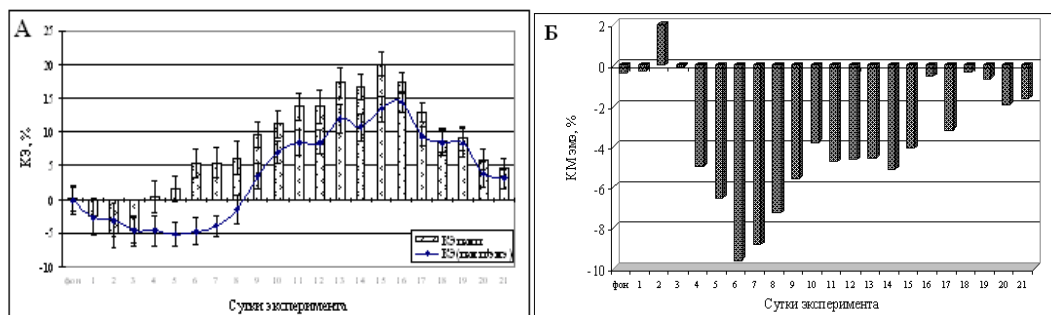 А
КЭ, %
25
20
15
10
5
0
-5
-10
фон 1 2 3 4 5 6 7 8 9 10 11 12 13 14 15 16 17 18 19 20 21
Сутки эксперимента
Б
КМ эмэ, %
2
0
-2
-4
-6
-8
-10
фон 1 2 3 4 5 6 7 8 9 10 11 12 13 14 15 16 17 18 19 20 21
Сутки эксперимента